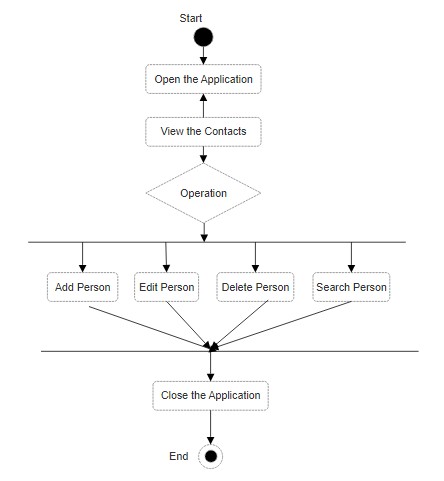 Start
Open the Application
View the Contacts
Operation
Add Person
Edit Person
Delete Person
Search Person
Close the Application
End